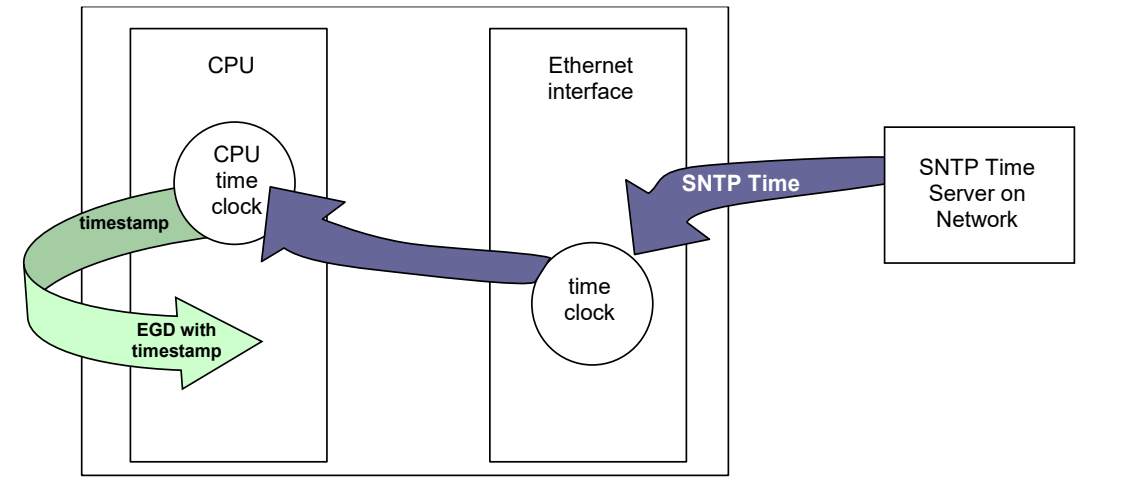 CPU
Ethernet
interface
CPU
time
clock
SNTP Time
SNTP Time
Server on
Network
timestamp
time
clock
EGD with
timestamp